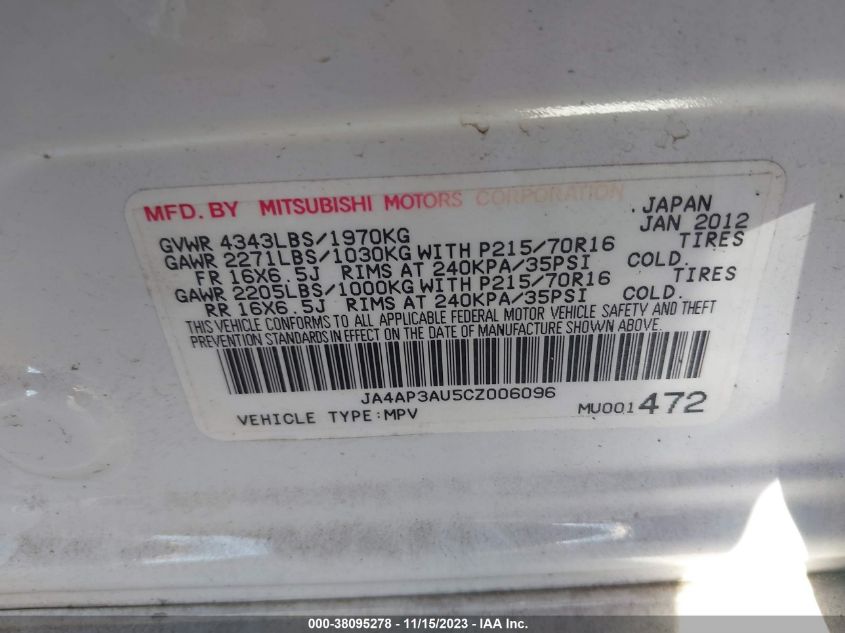 MFD. BY MITSUBISHI MOTORS CORPORATION .JAPAN
GVWR 4343LBS/1970KG JAN 2012
GAWR 2271LBS/1030KG WITH P215/70R16 TIRES
FR 16X6.5J RIMS AT 240KPA/35PSI COLD.
GAWR 2205LBS/1000KG WITH P215/70R16 TIRES
RR 16X6.5J RIMS AT 240KPA/35PSI COLD.
THIS VEHICLE CONFORMS TO ALL APPLICABLE FEDERAL MOTOR VEHICLE SAFETY AND THEFT
PREVENTION STANDARDS IN EFFECT ON THE DATE OF MANUFACTURE SHOWN ABOVE.
JA4AP3AU5CZ006096
VEHICLE TYPE:MPV MU001472
000-38095278 - 11/15/2023 - IAA Inc.